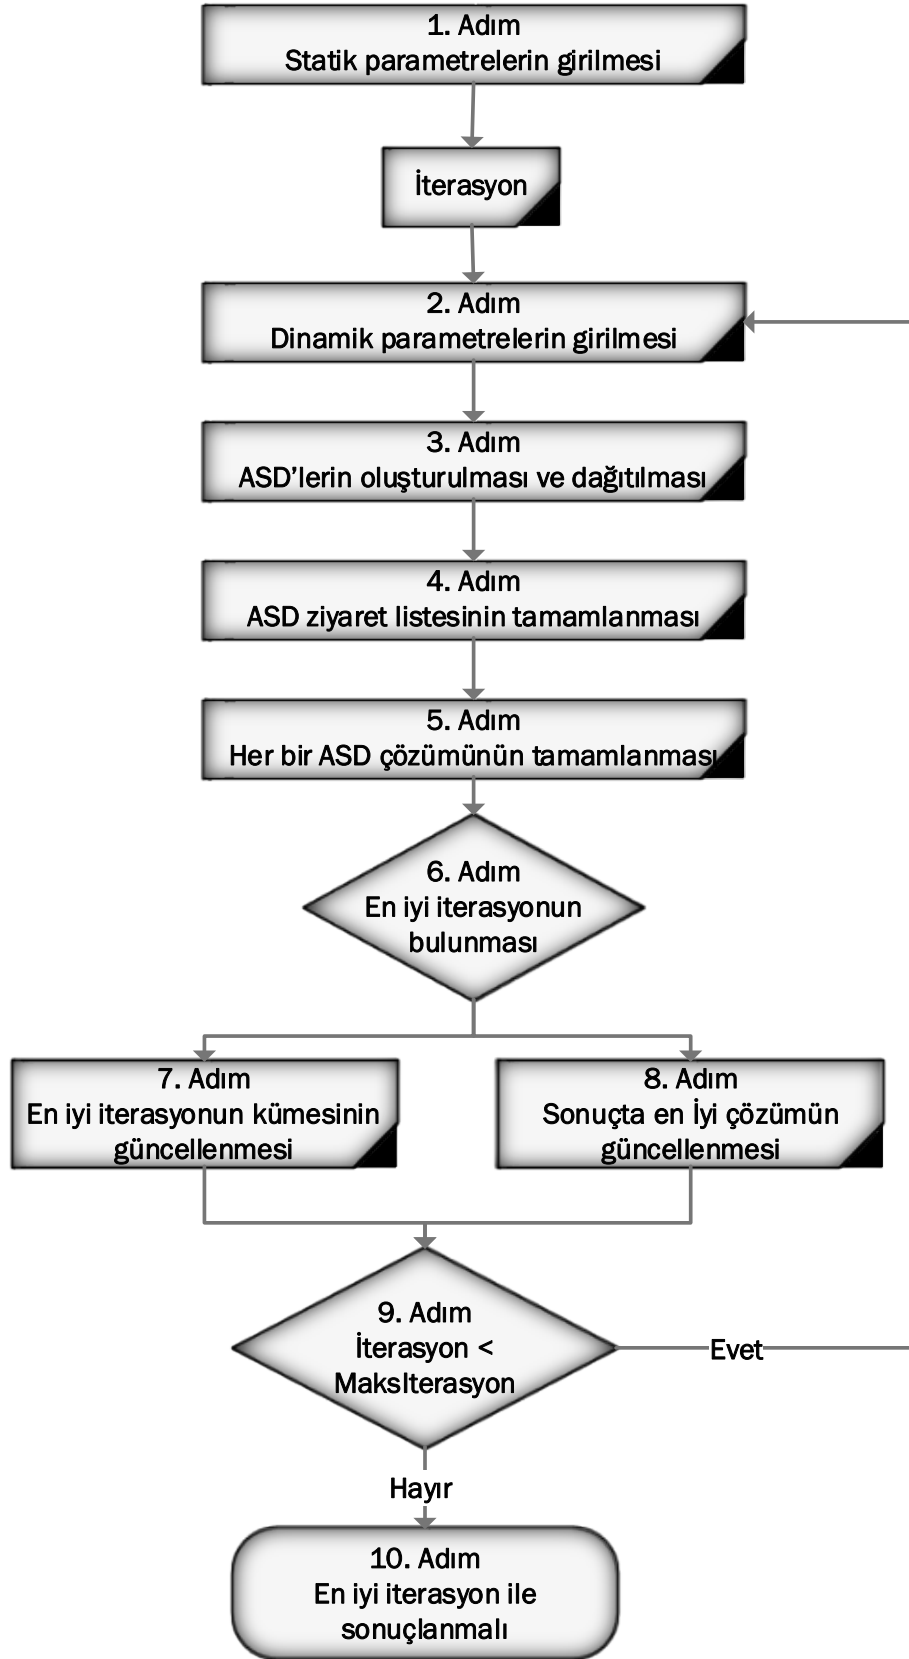 1. Adım
Statik parametrelerin girilmesi
İterasyon
2. Adım
Dinamik parametrelerin girilmesi
3. Adım
ASD'lerin oluşturulması ve dağıtılması
4. Adım
ASD ziyaret listesinin tamamlanması
5. Adım
Her bir ASD çözümünün tamamlanması
6. Adım
En iyi iterasyonun
bulunması
7. Adım
En iyi iterasyonun kümesinin
güncellenmesi
8. Adım
Sonuçta en İyi çözümün
güncellenmesi
9. Adım
İterasyon <
MaksIterasyon
Evet
Hayır
10. Adım
En iyi iterasyon ile
sonuçlanmalı